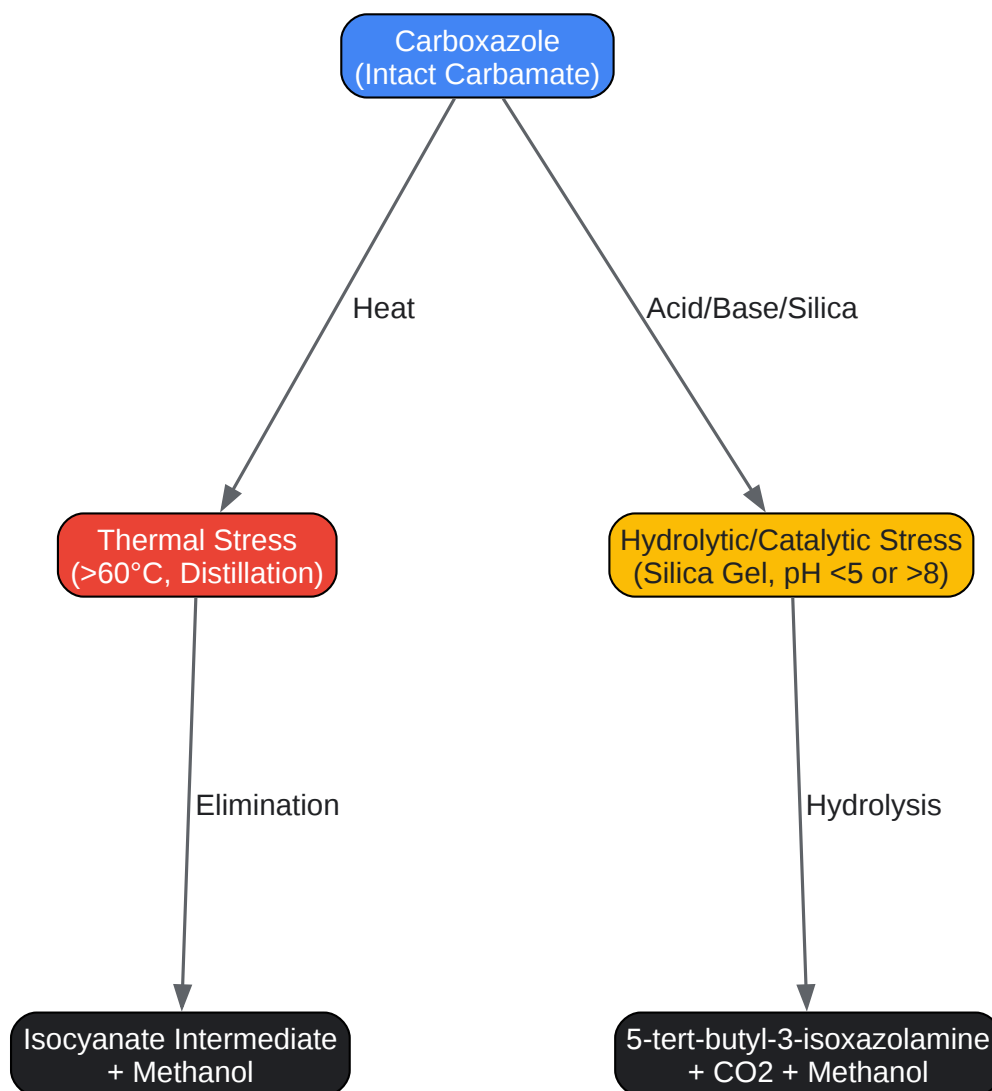 Carboxazole
(Intact Carbamate)
Heat
Acid/Base/Silica
Thermal Stress
(>60°C, Distillation)
Hydrolytic/Catalytic Stress
(Silica Gel, pH <5 or >8)
Elimination
Hydrolysis
Isocyanate Intermediate
+ Methanol
5-tert-butyl-3-isoxazolamine
+ CO2 + Methanol